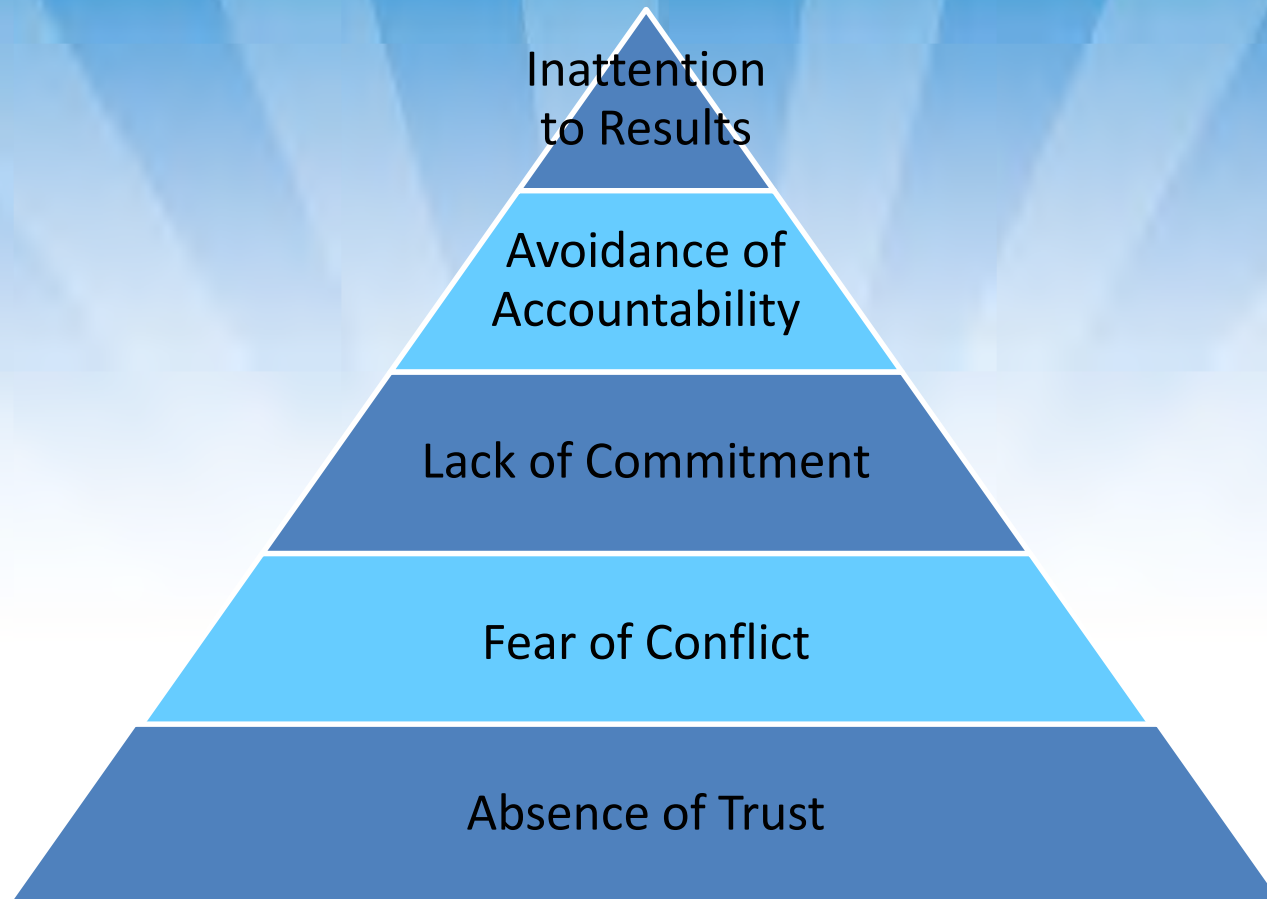 Inattention
to Results
Avoidance of
Accountability
Lack of Commitment
Fear of Conflict
Absence of Trust